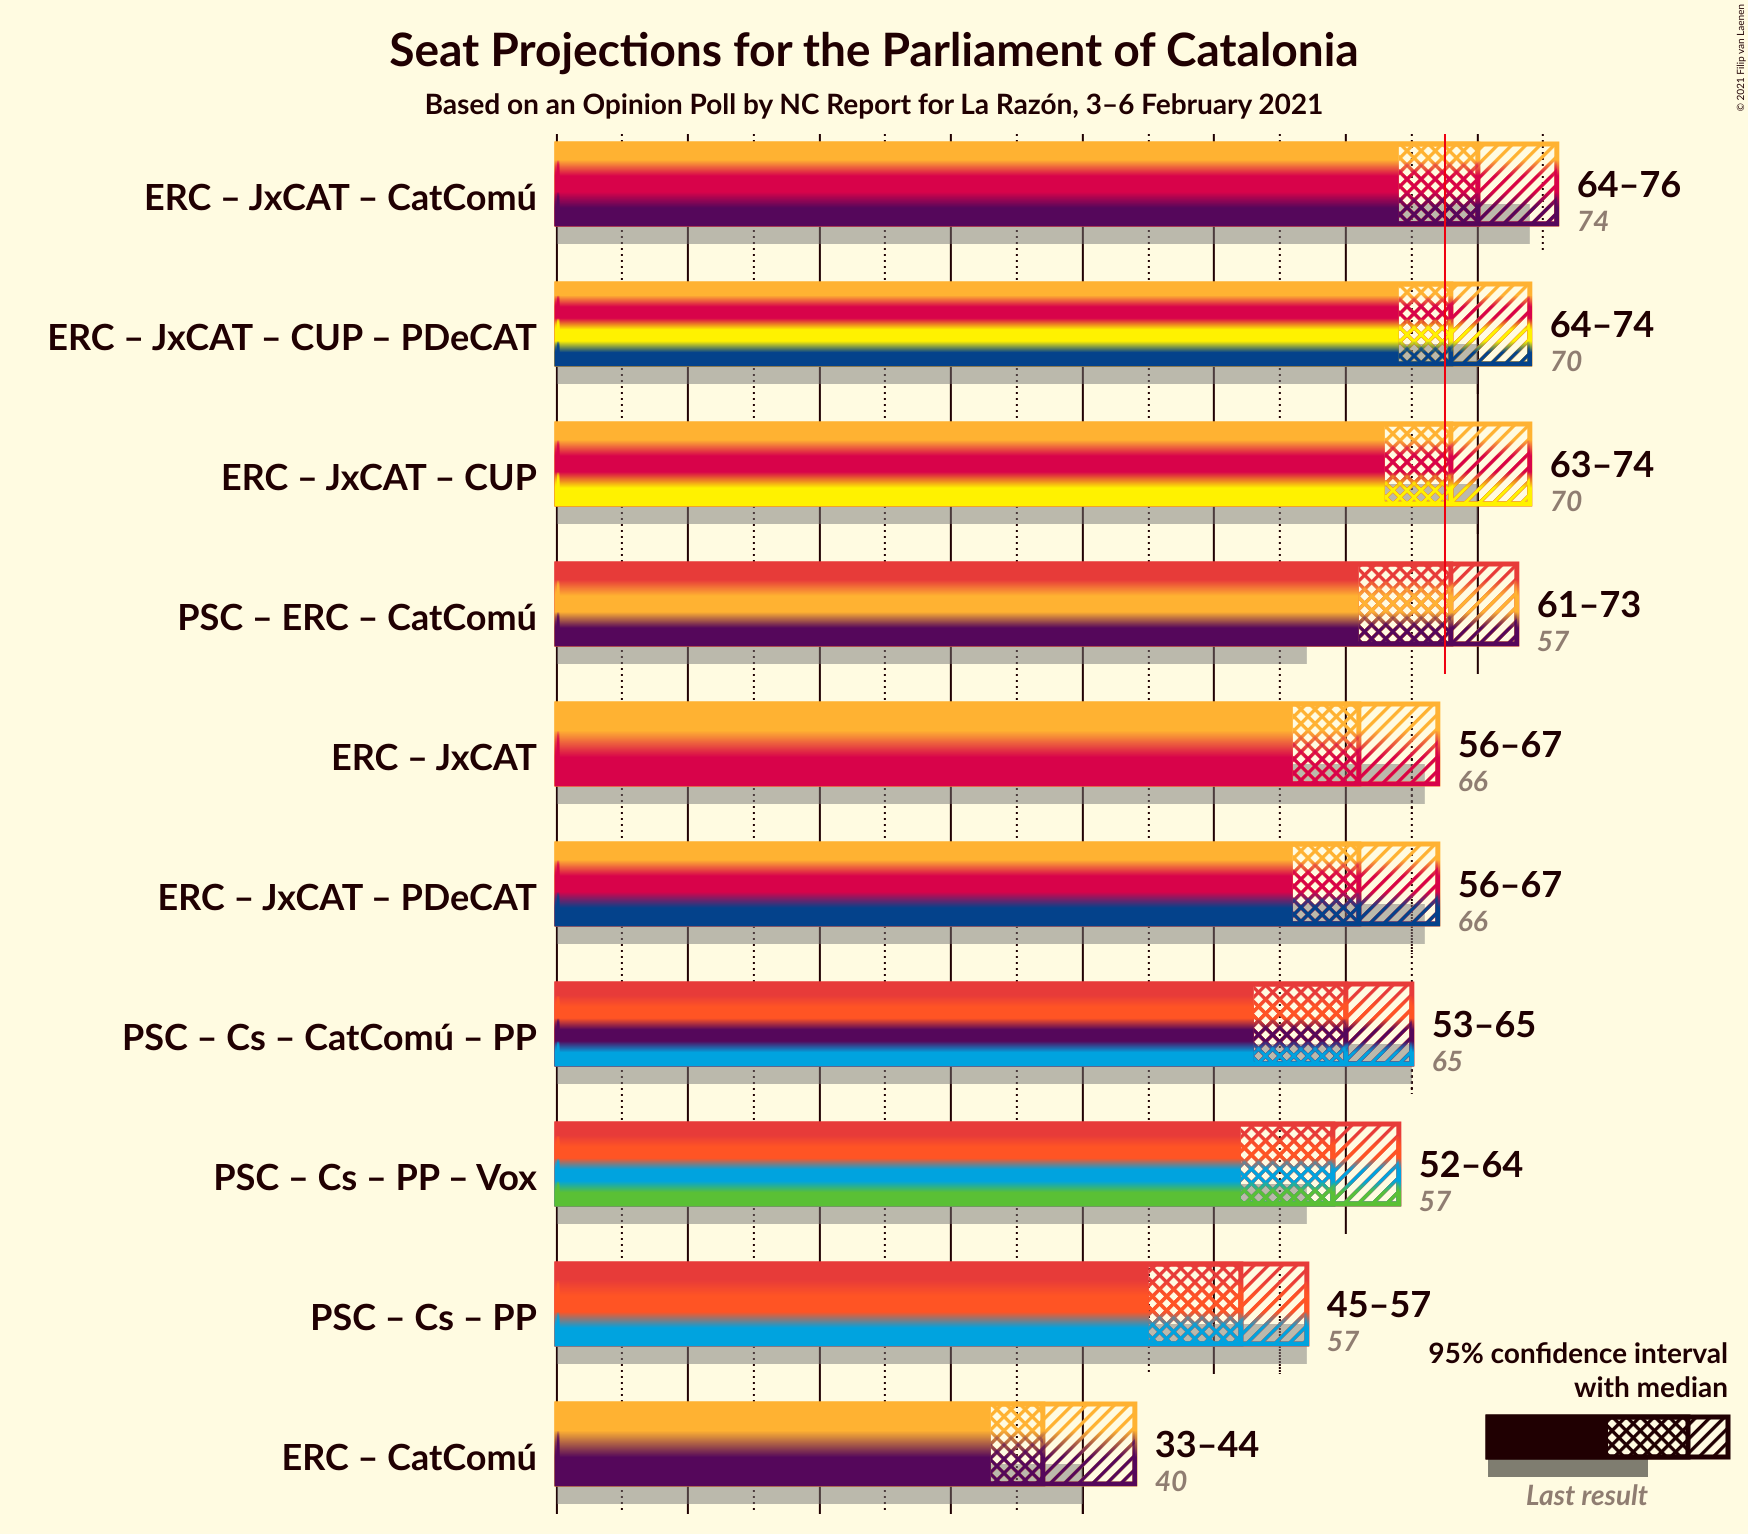 Seat Projections for the Parliament of Catalonia
Based on an Opinion Poll by NC Report for La Razón, 3–6 February 2021
© 2021 Filip van Laenen
ERC – JxCAT – CatComú
64–76
74
ERC – JxCAT – CUP – PDeCAT
64–74
70
ERC – JxCAT – CUP
63–74
70
PSC – ERC – CatComú
61–73
57
ERC – JxCAT
56–67
66
ERC – JxCAT – PDeCAT
56–67
66
PSC – Cs – CatComú – PP
53–65
65
PSC – Cs – PP – Vox
52–64
57
PSC – Cs – PP
45–57
57
ERC – CatComú
33–44
40
95% confidence interval
with median
Last result